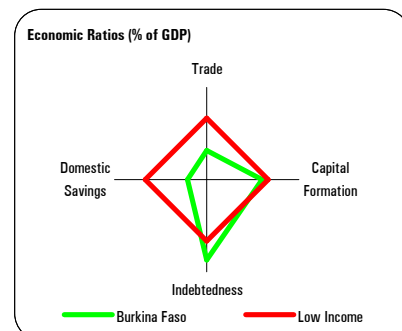 Economic Ratios (% of GDP)
Trade
Domestic
Savings
Capital
Formation
Indebtedness
Burkina Faso
Low Income